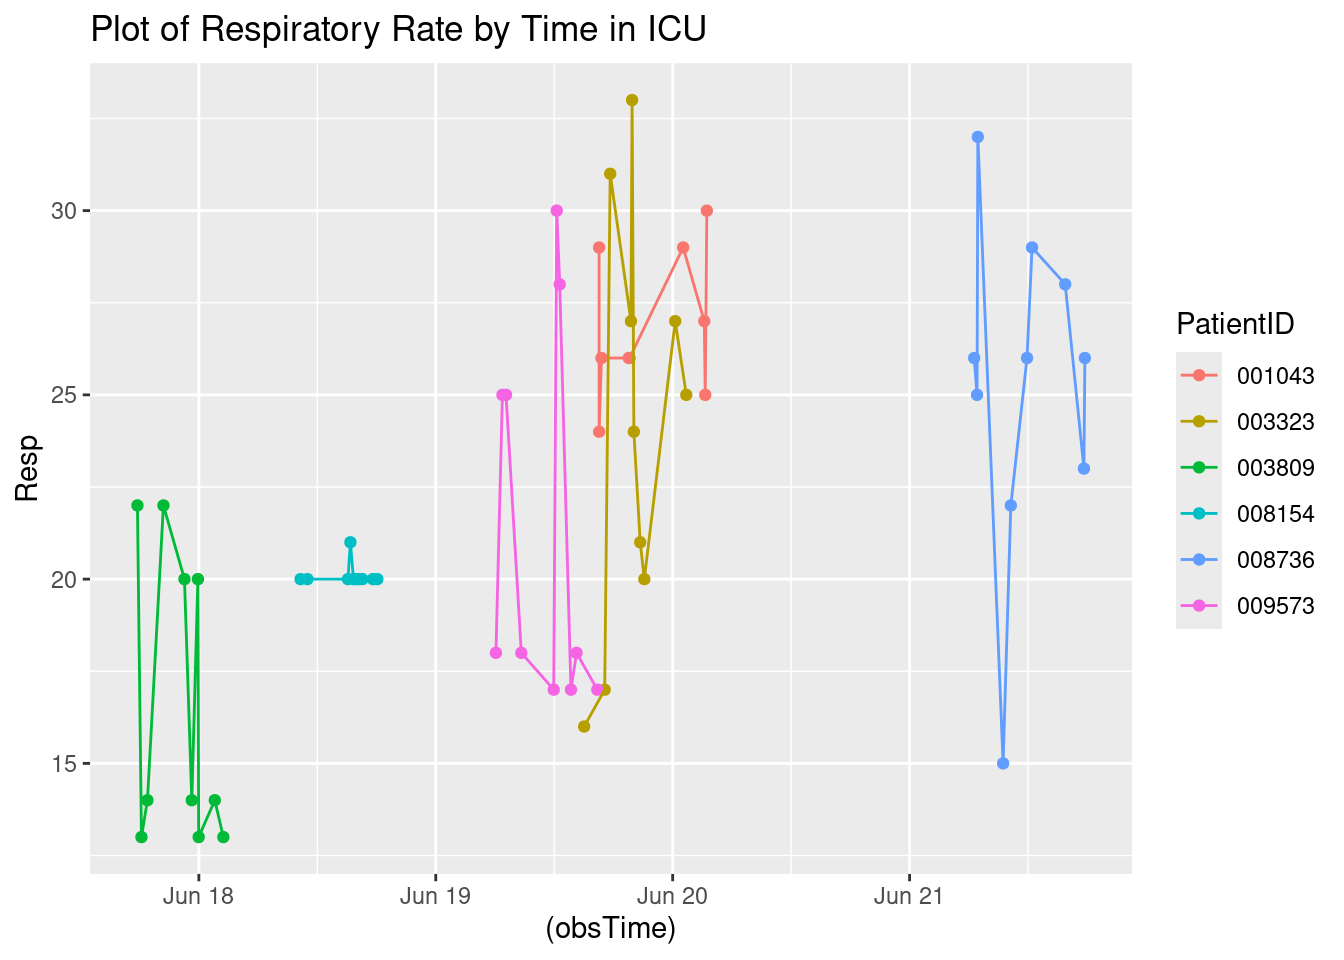 Plot of Respiratory Rate by Time in ICU
Resp
30
25
20
15
Jun 18 Jun 19 Jun 20 Jun 21
(obsTime)
PatientID
001043
003323
003809
008154
008736
009573